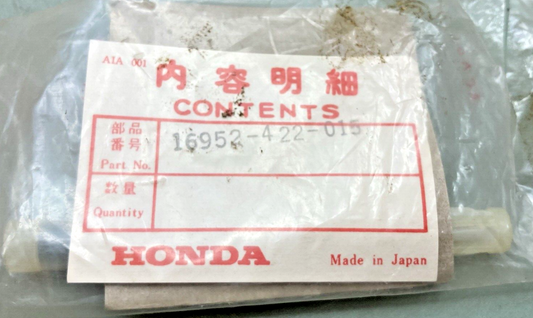 AIA 001
内容明細
CONTENTS
部品
番号
Part No.
16952-422-015
数量
Quantity
HONDA
Made in Japan